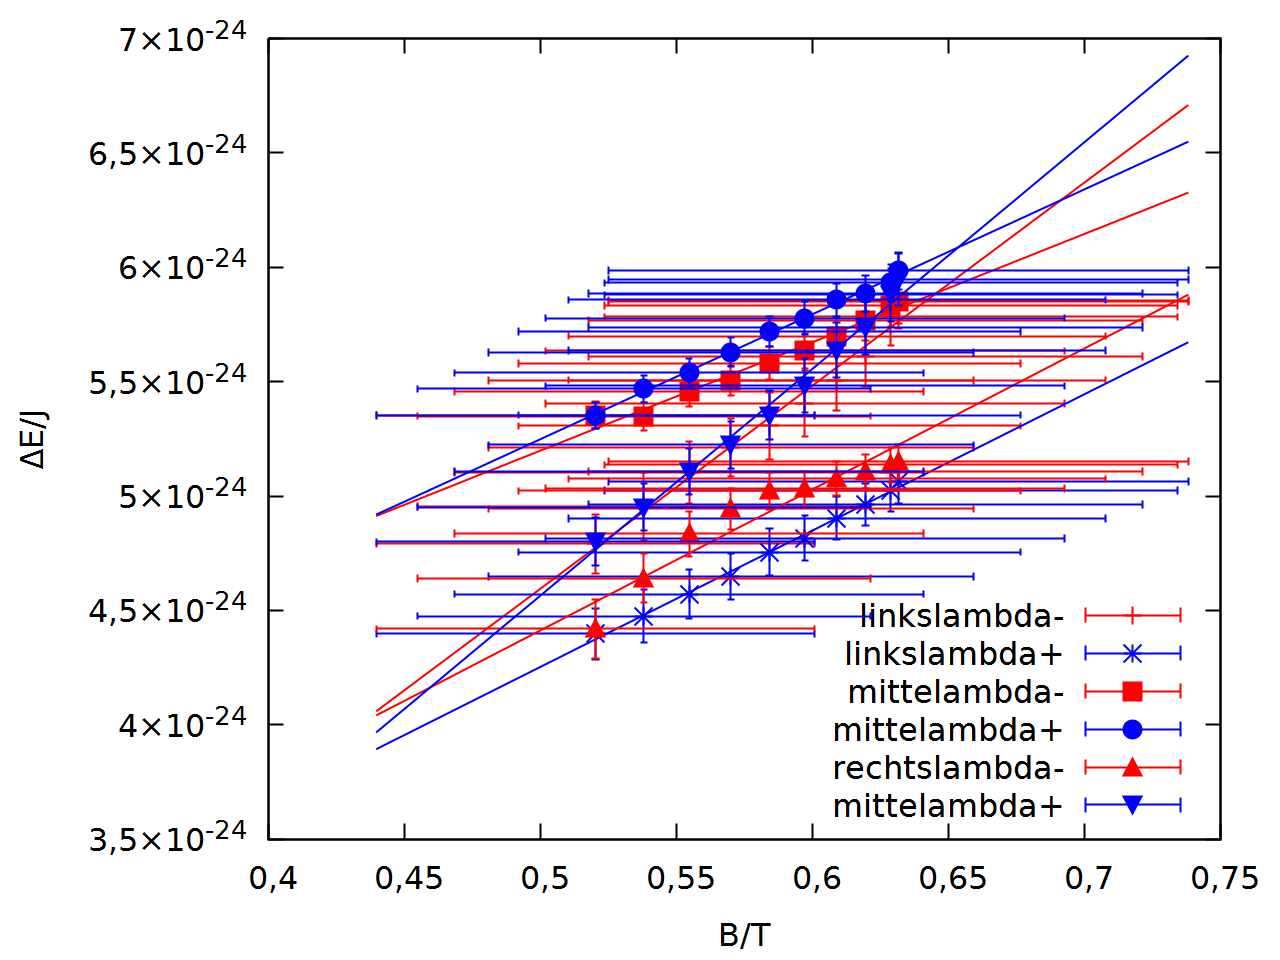 7×10⁻²⁴
6,5×10⁻²⁴
6×10⁻²⁴
5,5×10⁻²⁴
5×10⁻²⁴
4,5×10⁻²⁴
4×10⁻²⁴
3,5×10⁻²⁴
ΔE/J
linkslambda-
linkslambda+
mittelambda-
mittelambda+
rechtslambda-
mittelambda+
0,4 0,45 0,5 0,55 0,6 0,65 0,7 0,75
B/T